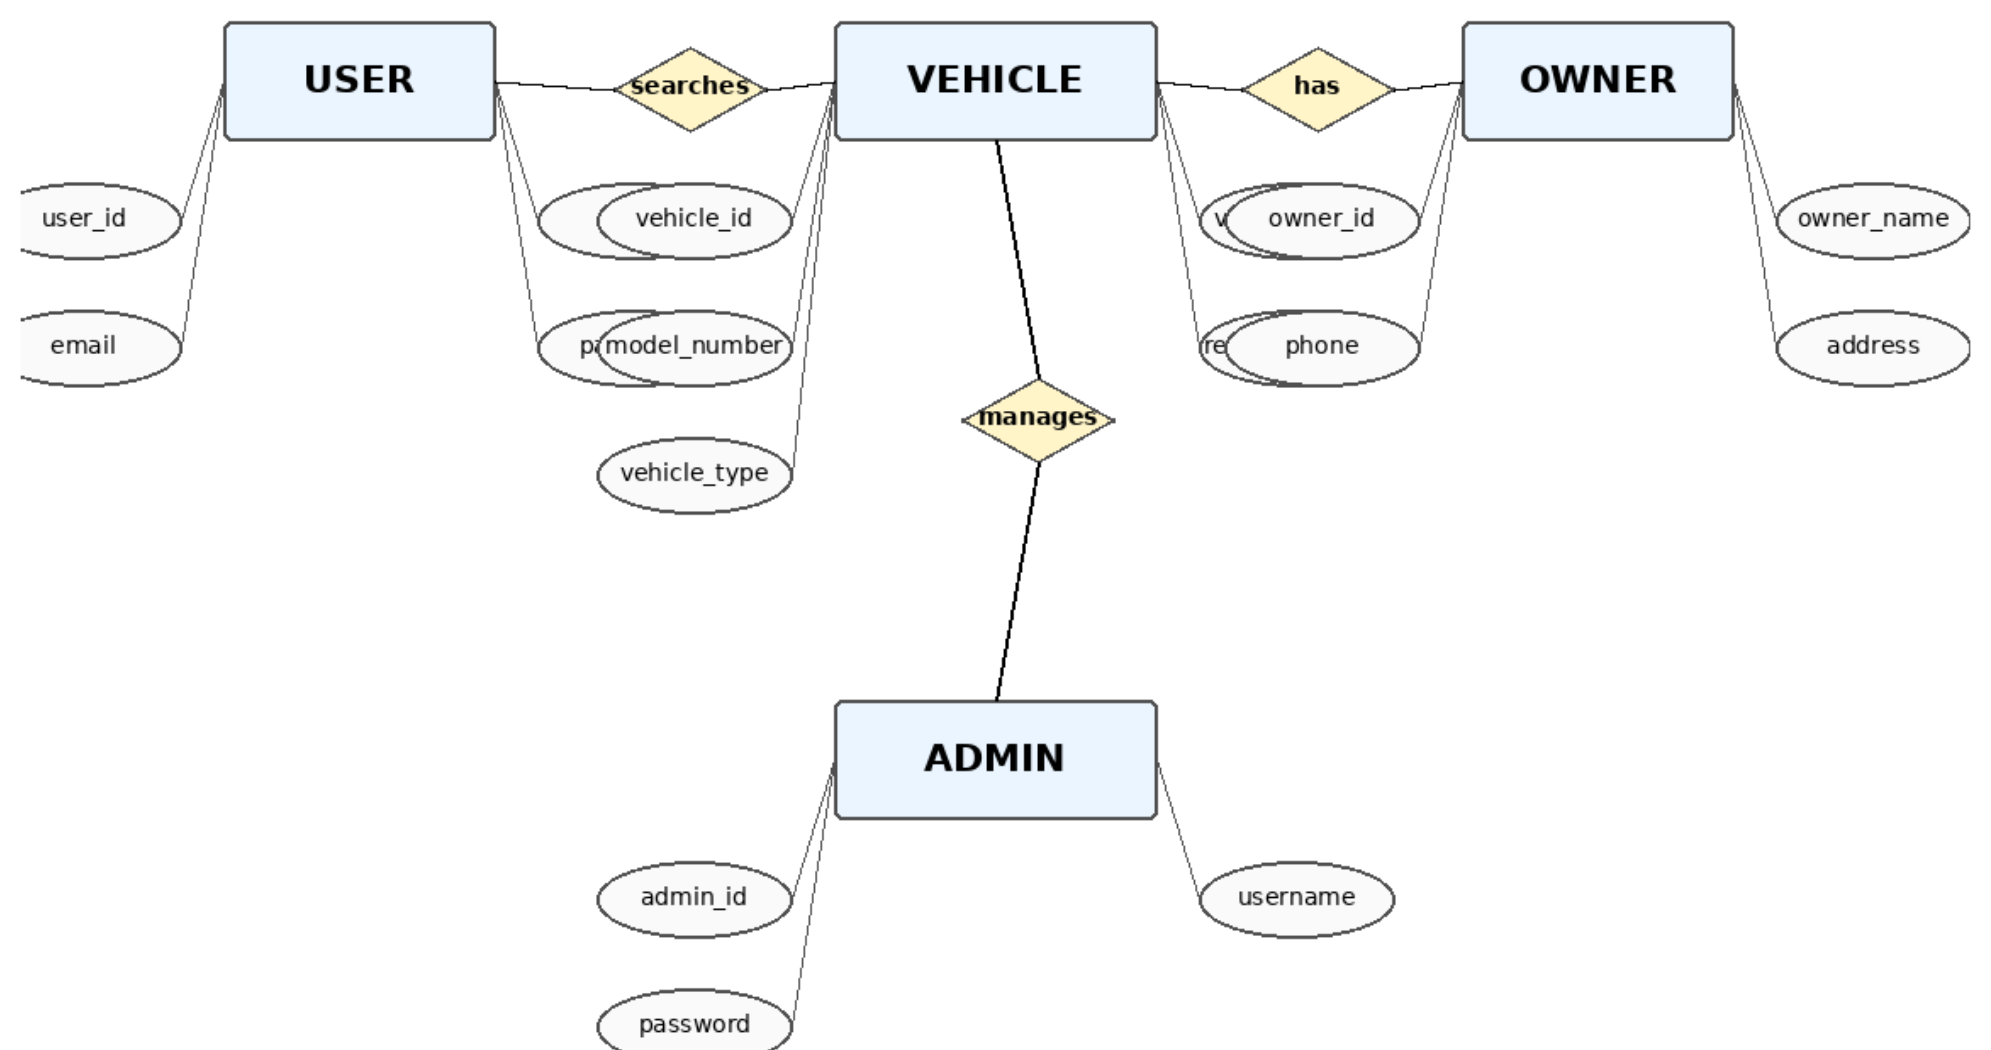 USER
searches
VEHICLE
has
OWNER
user_id
vehicle_id
owner_id
owner_name
email
model_number
phone
address
manages
vehicle_type
ADMIN
admin_id
username
password